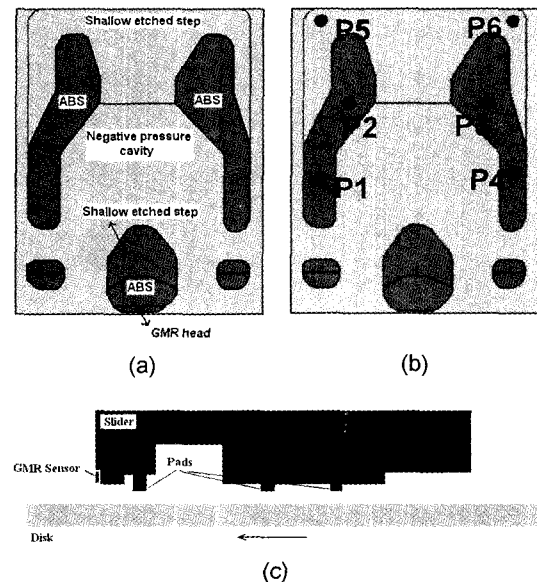 Shallow etched step
ABS
ABS
Negative pressure
cavity
Shallow etched step
ABS
GMR head
(a)
P5
P6
P1
P4
(b)
Slider
GMR Sensor
Pads
Disk
(c)